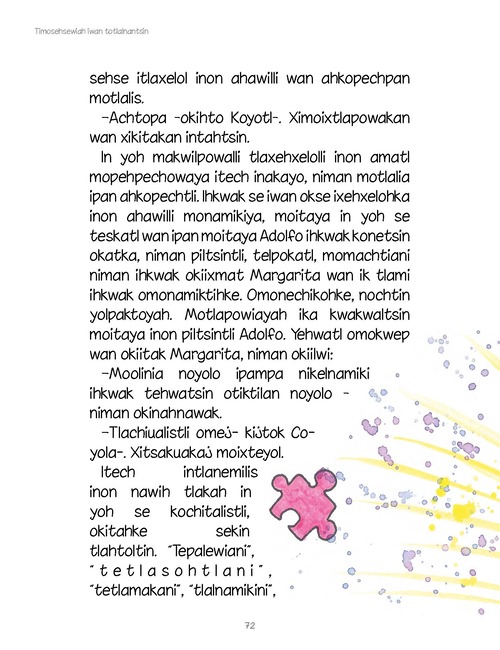 Timosehsewiah iwan totlalnantsin
sehse itlaxelol inon ahawilli wan ahkopechpan
motlalis.
–Achtopa -okihto Koyotl-. Ximoixtlapowakan
wan xikitakan intahtsin.
In yoh makwilpowalli tlaxehxelolli inon amatl
mopehpechowaya itech inakayo, niman motlalia
ipan ahkopechtli. Ihkwak se iwan okse ixehxelohka
inon ahawilli monamikiya, moitaya in yoh se
teskatl wan ipan moitaya Adolfo ihkwak konetsin
okatka, niman piltsintli, telpokatl, momachtiani
niman ihkwak okiixmat Margarita wan ik tlami
ihkwak omonamiktihke. Omonechikohke, nochtin
yolpaktoyah. Motlapowiayah ika kwakwaltsin
moitaya inon piltsintli Adolfo. Yehwatl omokwep
wan okiitak Margarita, niman okiilwi:
–Moolinia noyolo ipampa nikelnamiki
ihkwak tehwatsin otiktilan noyolo -
niman okinahnawak.
–Tlachiualistli omej- kijtok Co-
yola-. Xitsakuakaj moixteyol.
Itech intlanemilis
inon nawih tlakah in
yoh se kochitalistli,
okitahke sekin
tlahtoltin. "Tepalewiani",
"tetlasohtlani",
"tetlamakani", "tlalnamikini",
72